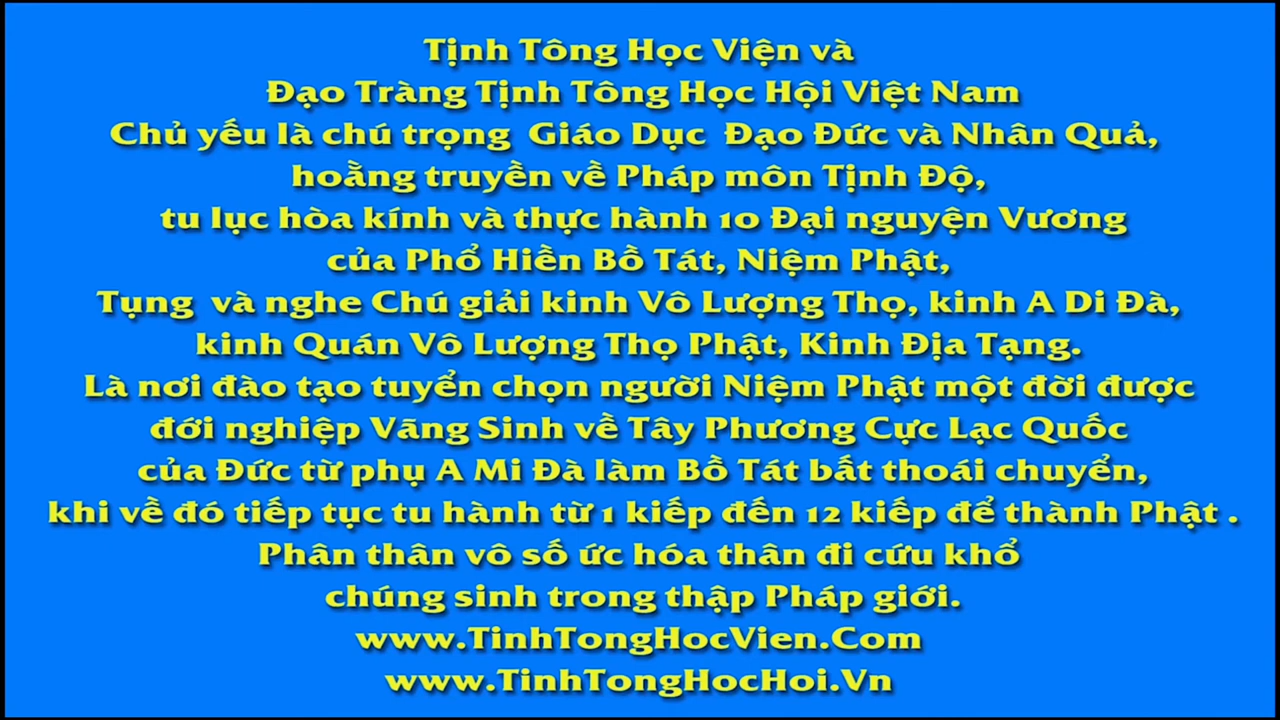 Tịnh Tông Học Viện và
Đạo Tràng Tịnh Tông Học Hội Việt Nam
Chủ yếu là chú trọng Giáo Dục Đạo Đức và Nhân Quả,
hoằng truyền về Pháp môn Tịnh Độ,
tu lục hòa kính và thực hành 10 Đại nguyện Vương
của Phổ Hiền Bồ Tát, Niệm Phật,
Tụng và nghe Chú giải kinh Vô Lượng Thọ, kinh A Di Đà,
kinh Quán Vô Lượng Thọ Phật, Kinh Địa Tạng.
Là nơi đào tạo tuyển chọn người Niệm Phật một đời được
đới nghiệp Vãng Sinh về Tây Phương Cực Lạc Quốc
của Đức từ phụ A Mi Đà làm Bồ Tát bất thoái chuyển,
khi về đó tiếp tục tu hành từ 1 kiếp đến 12 kiếp để thành Phật .
Phân thân vô số ức hóa thân đi cứu khổ
chúng sinh trong thập Pháp giới.
www.TinhTongHocVien.Com
www.TinhTongHocHoi.Vn